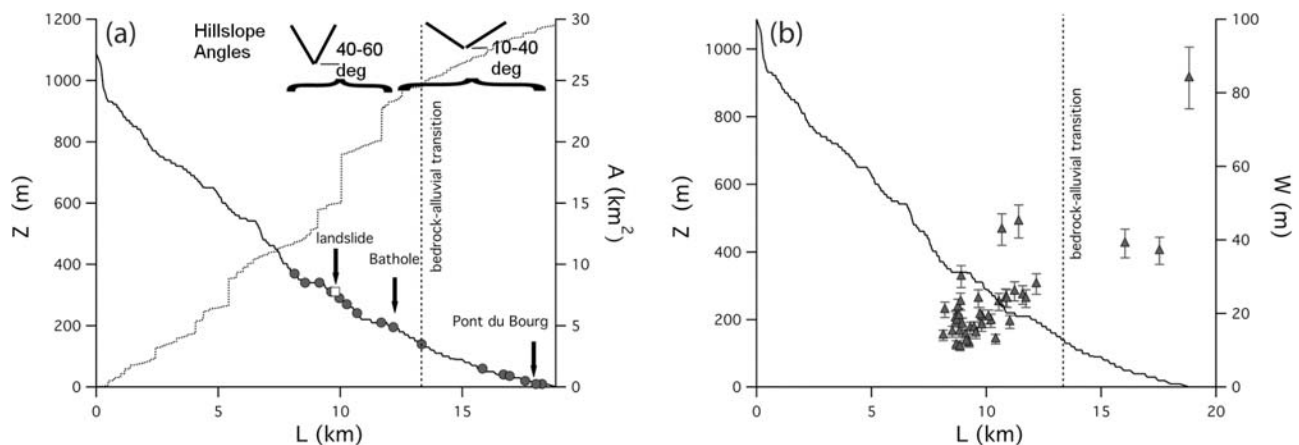 (a)
Hillslope
Angles
40-60
deg
10-40
deg
1200
1000
800
600
400
200
0
Z (m)
30
25
20
15
10
5
0
A (km²)
landslide
Bathole
bedrock-alluvial transition
Pont du Bourg
0
5
10
15
L (km)
(b)
1000
800
600
400
200
0
Z (m)
100
80
60
40
20
0
W (m)
bedrock-alluvial transition
0
5
10
15
20
L (km)